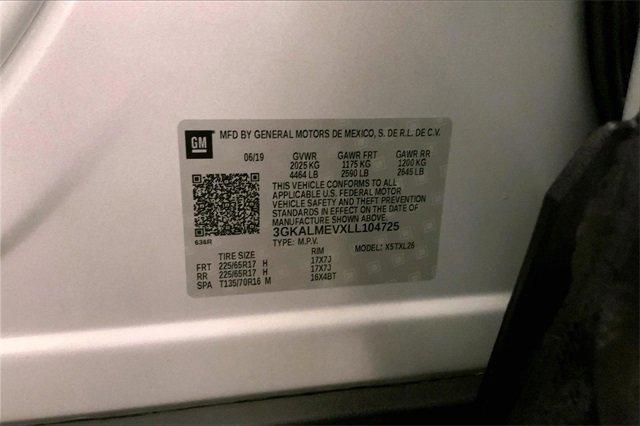 GM MFD BY GENERAL MOTORS DE MEXICO, S. DE R.L. DE C.V.
06/19 GVWR GAWR FRT GAWR RR
2025 KG 1175 KG 1200 KG
4464 LB 2590 LB 2645 LB
THIS VEHICLE CONFORMS TO ALL
APPLICABLE U.S. FEDERAL MOTOR
VEHICLE SAFETY AND THEFT PREVENTION
STANDARDS IN EFFECT ON THE DATE OF
MANUFACTURE SHOWN ABOVE.
3GKALMEVXLL104725
636R TYPE: M.P.V. MODEL: X5TXL26
TIRE SIZE RIM
FRT 225/65R17 H 17X7J
RR 225/65R17 H 17X7J
SPA T135/70R16 M 16X4BT